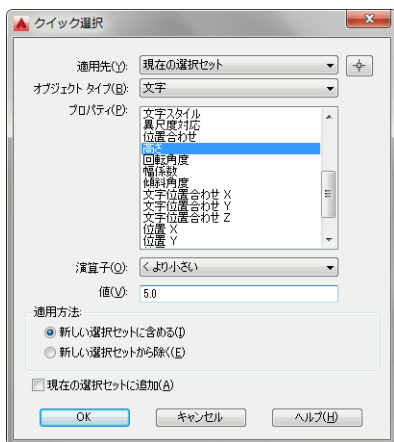 クイック選択
適用先(Y): 現在の選択セット
オブジェクト タイプ(B): 文字
プロパティ(P):
文字スタイル
異尺度対応
位置合わせ
高さ
回転角度
幅係数
傾斜角度
文字位置合わせ X
文字位置合わせ Y
文字位置合わせ Z
位置 X
位置 Y
演算子(O): < より小さい
値(V): 5.0
適用方法:
新しい選択セットに含める(I)
新しい選択セットから除く(E)
現在の選択セットに追加(A)
OK キャンセル ヘルプ(H)